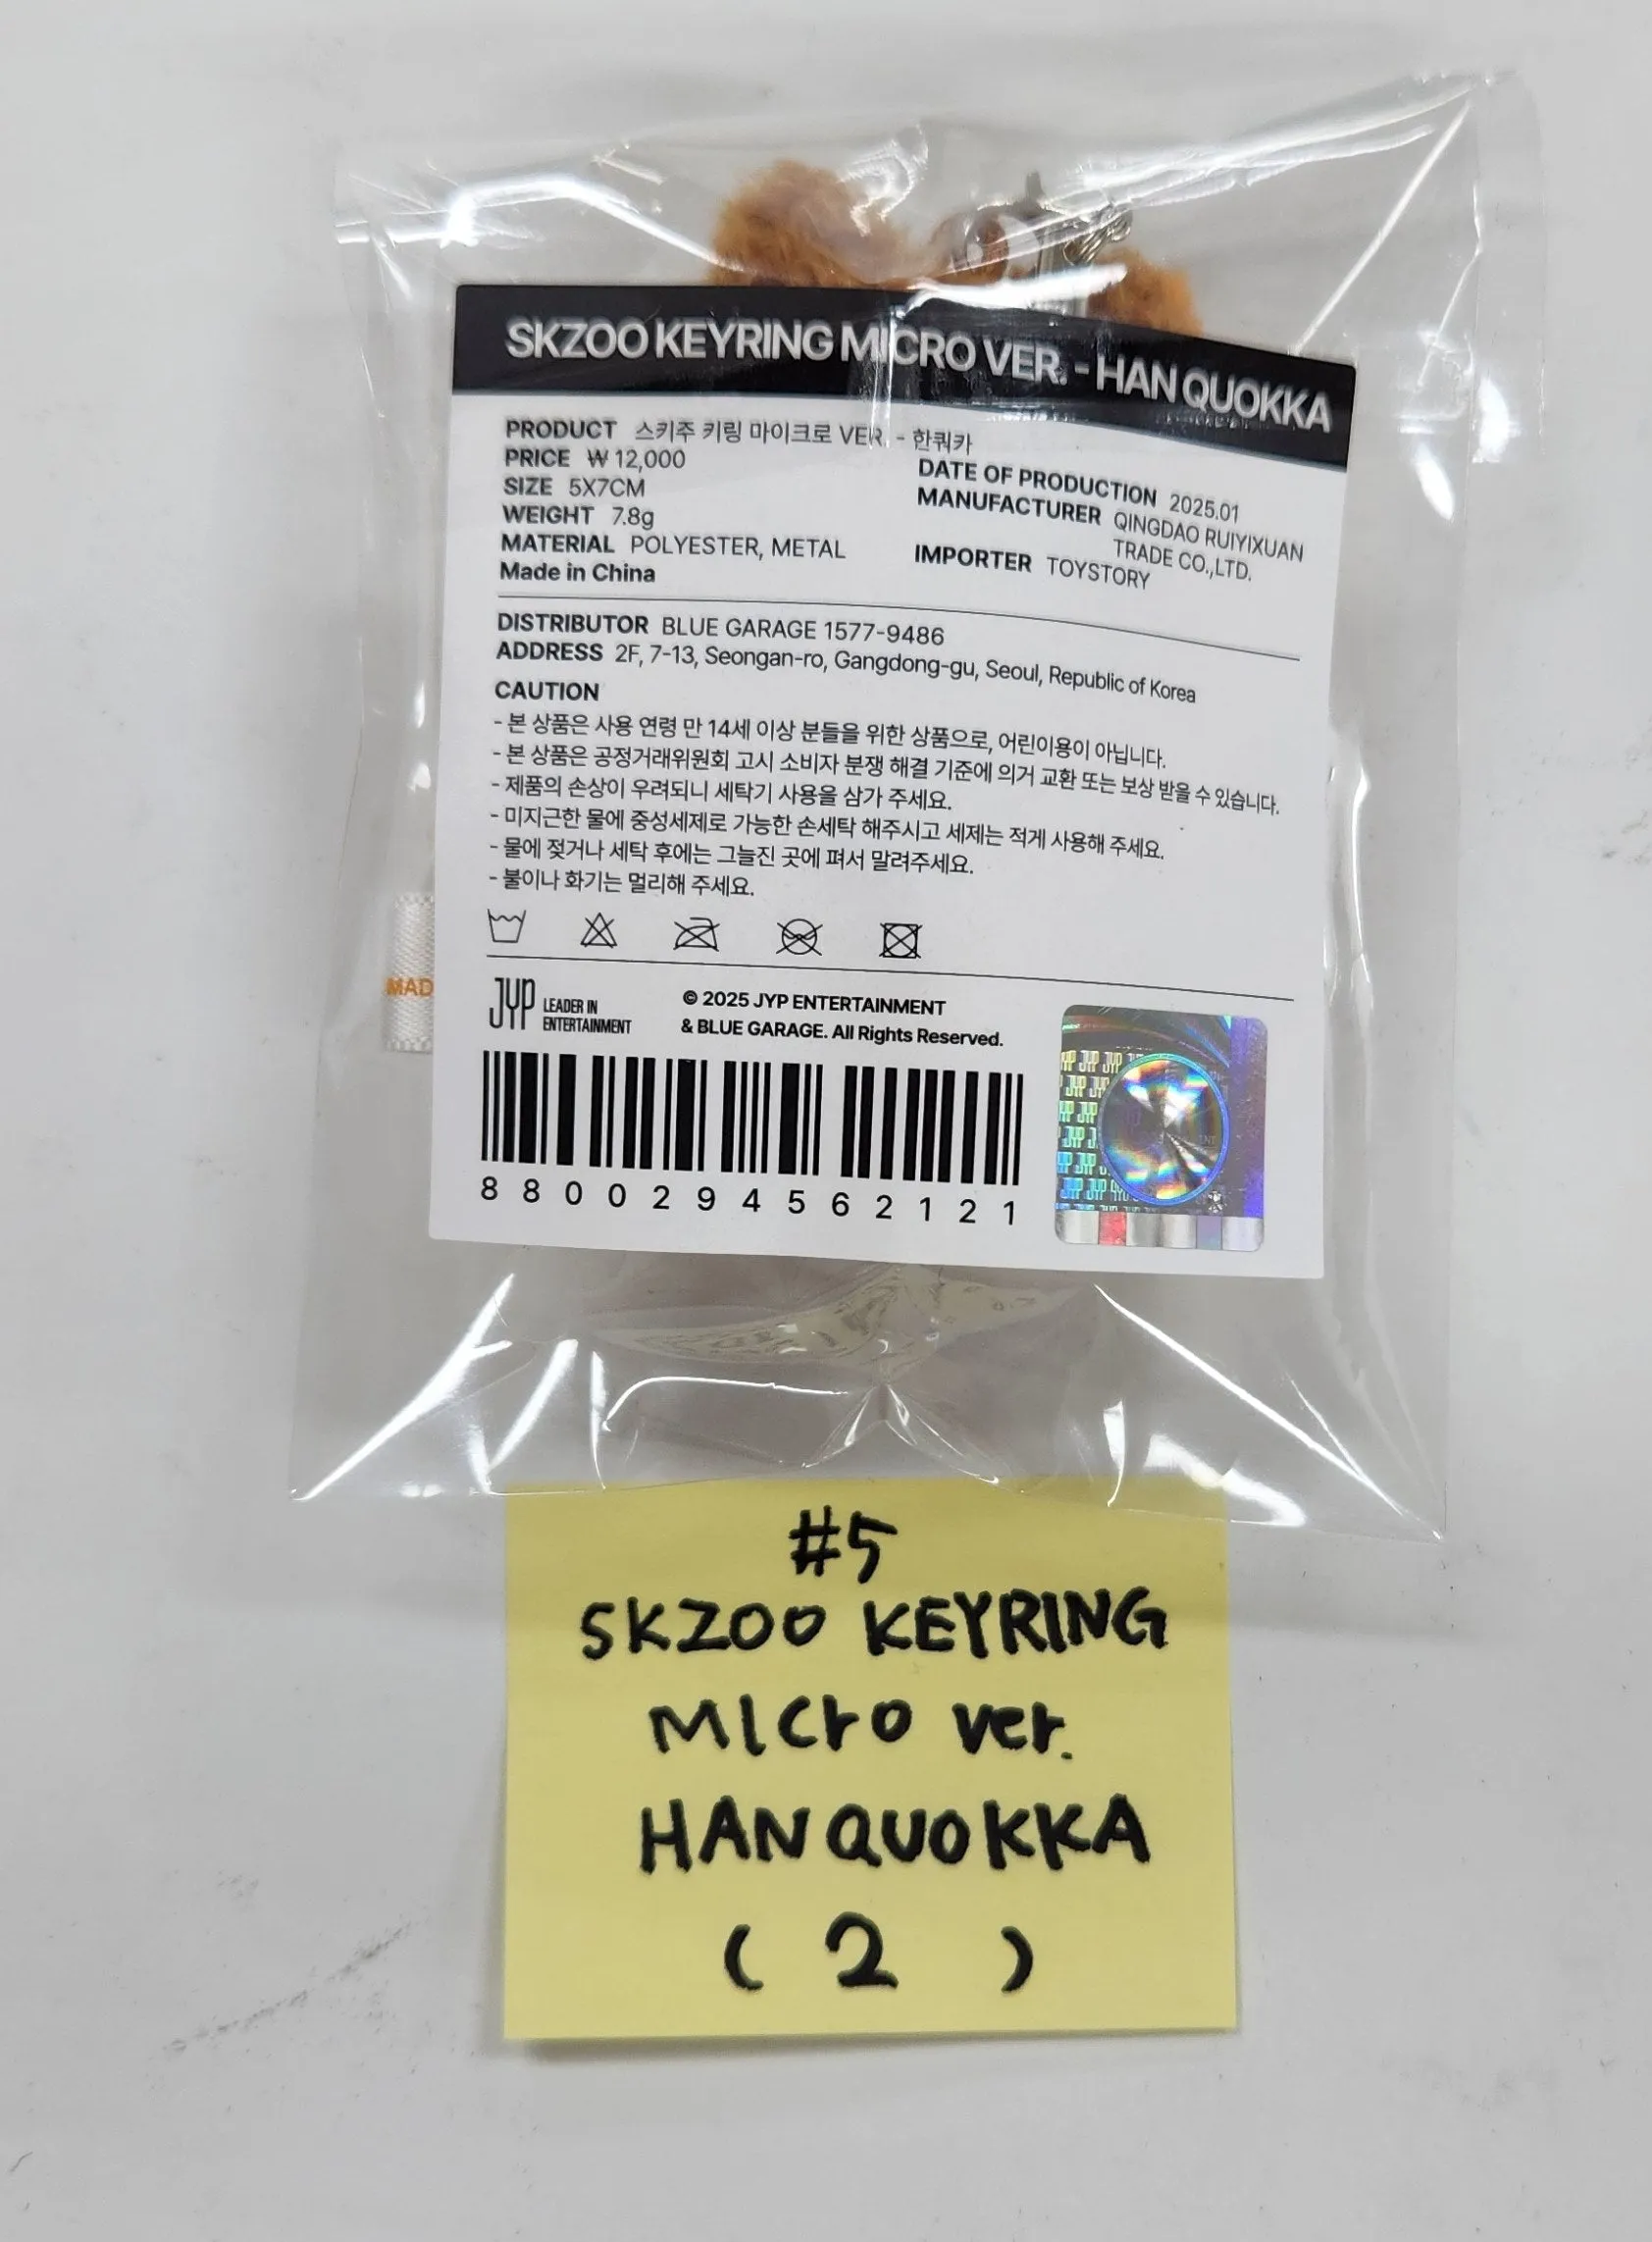 SKZOO KEYRING MICRO VER. - HAN QUOKKA
PRODUCT 스키주 키링 마이크로 VER. - 한쿼카
PRICE ₩ 12,000
SIZE 5X7CM
WEIGHT 7.8g
MATERIAL POLYESTER, METAL
Made in China
DATE OF PRODUCTION 2025.01
MANUFACTURER QINGDAO RUIYIXUAN
TRADE CO.,LTD.
IMPORTER TOYSTORY
DISTRIBUTOR BLUE GARAGE 1577-9486
ADDRESS 2F, 7-13, Seongan-ro, Gangdong-gu, Seoul, Republic of Korea
CAUTION
- 본 상품은 사용 연령 만 14세 이상 분들을 위한 상품으로, 어린이용이 아닙니다.
- 본 상품은 공정거래위원회 고시 소비자 분쟁 해결 기준에 의거 교환 또는 보상 받을 수 있습니다.
- 제품의 손상이 우려되니 세탁기 사용을 삼가 주세요.
- 미지근한 물에 중성세제로 가능한 손세탁 해주시고 세제는 적게 사용해 주세요.
- 물에 젖거나 세탁 후에는 그늘진 곳에 펴서 말려주세요.
- 불이나 화기는 멀리해 주세요.
MAD
JYP LEADER IN
ENTERTAINMENT
© 2025 JYP ENTERTAINMENT
& BLUE GARAGE. All Rights Reserved.
8800294562121
JYP JYP JYP
#5
SKZOO KEYRING
MICro ver.
HAN QUOKKA
( 2 )